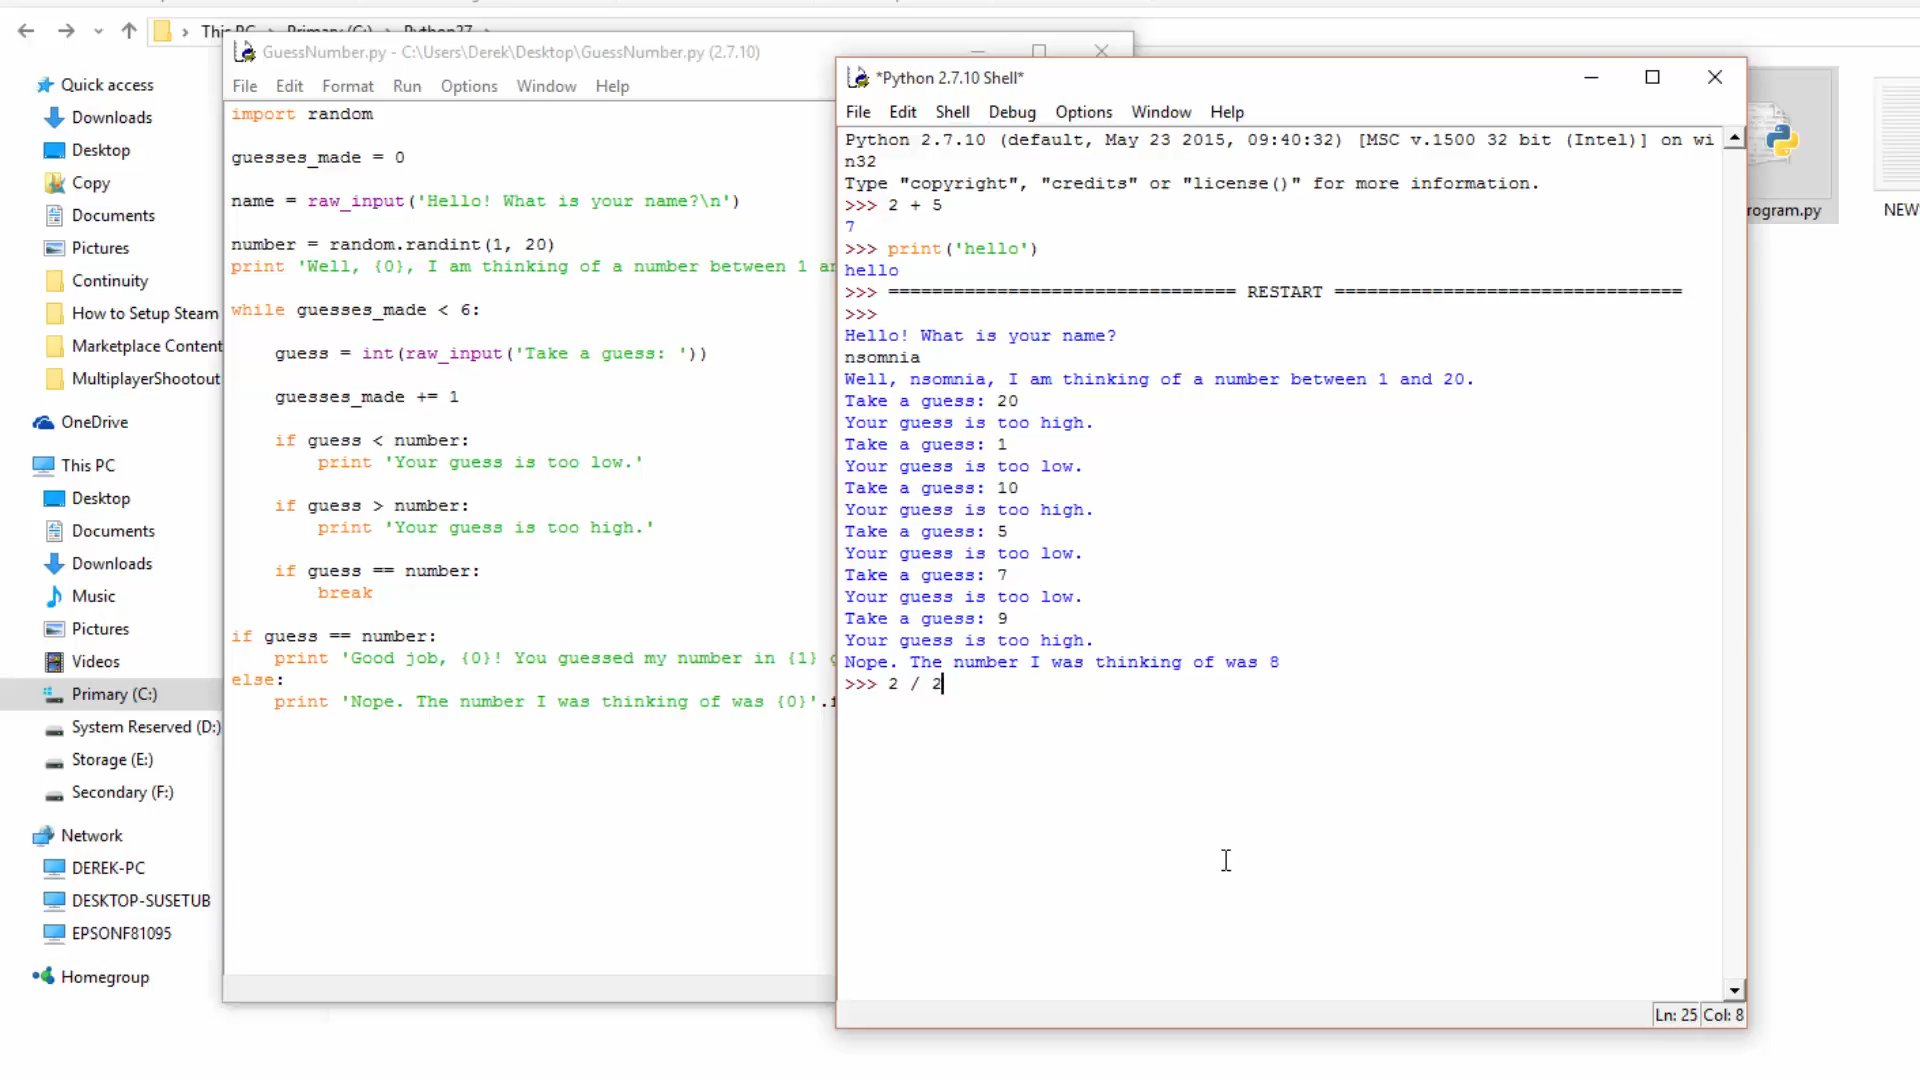 This PC
Primary (C:)
Python27
Quick access
Downloads
Desktop
Copy
Documents
Pictures
Continuity
How to Setup Steam
Marketplace Content
MultiplayerShootout
OneDrive
This PC
Desktop
Documents
Downloads
Music
Pictures
Videos
Primary (C:)
System Reserved (D:)
Storage (E:)
Secondary (F:)
Network
DEREK-PC
DESKTOP-SUSETUB
EPSONF81095
Homegroup
GuessNumber.py - C:\Users\Derek\Desktop\GuessNumber.py (2.7.10)
File Edit Format Run Options Window Help
import random
guesses_made = 0
name = raw_input('Hello! What is your name?\n')
number = random.randint(1, 20)
print 'Well, {0}, I am thinking of a number between 1 an
while guesses_made < 6:
guess = int(raw_input('Take a guess: '))
guesses_made += 1
if guess < number:
print 'Your guess is too low.'
if guess > number:
print 'Your guess is too high.'
if guess == number:
break
if guess == number:
print 'Good job, {0}! You guessed my number in {1} g
else:
print 'Nope. The number I was thinking of was {0}'.f
*Python 2.7.10 Shell*
File Edit Shell Debug Options Window Help
Python 2.7.10 (default, May 23 2015, 09:40:32) [MSC v.1500 32 bit (Intel)] on wi
n32
Type "copyright", "credits" or "license()" for more information.
>>> 2 + 5
7
>>> print('hello')
hello
>>> ================================ RESTART ================================
>>>
Hello! What is your name?
nsomnia
Well, nsomnia, I am thinking of a number between 1 and 20.
Take a guess: 20
Your guess is too high.
Take a guess: 1
Your guess is too low.
Take a guess: 10
Your guess is too high.
Take a guess: 5
Your guess is too low.
Take a guess: 7
Your guess is too low.
Take a guess: 9
Your guess is too high.
Nope. The number I was thinking of was 8
>>> 2 / 2
Ln: 25 Col: 8
rogram.py
NEWS